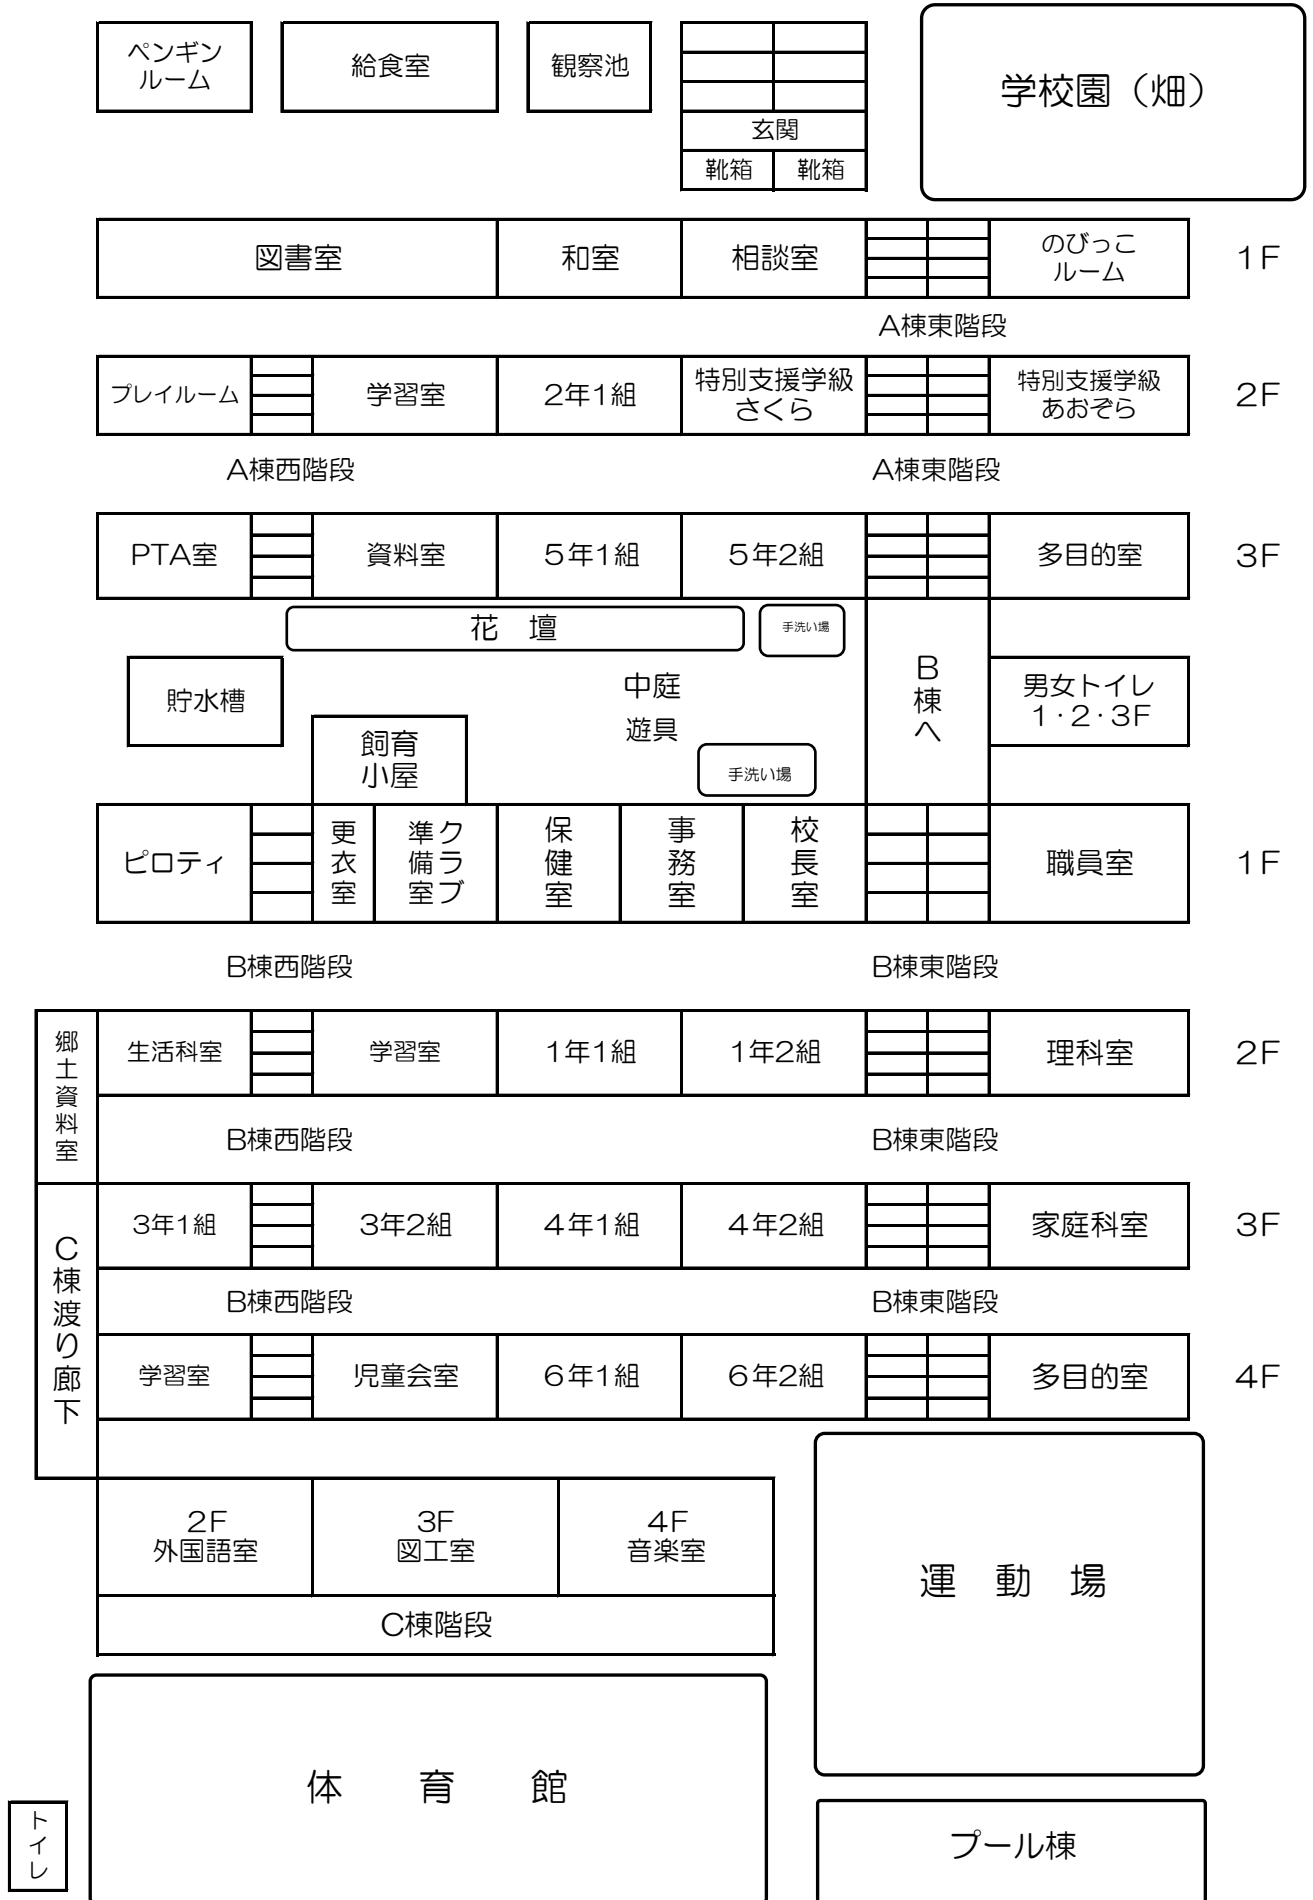 ペンギン
ルーム
給食室
観察池
玄関
靴箱
靴箱
学校園（畑）
図書室
和室
相談室
のびっこ
ルーム
1F
A棟東階段
プレイルーム
学習室
2年1組
特別支援学級
さくら
特別支援学級
あおぞら
2F
A棟西階段
A棟東階段
PTA室
資料室
5年1組
5年2組
多目的室
3F
花　壇
手洗い場
貯水槽
中庭
遊具
飼育
小屋
手洗い場
B棟へ
男女トイレ
1・2・3F
ピロティ
更衣室
クラブ
準備室
保健室
事務室
校長室
職員室
1F
B棟西階段
B棟東階段
郷土資料室
生活科室
学習室
1年1組
1年2組
理科室
2F
B棟西階段
B棟東階段
C棟渡り廊下
3年1組
3年2組
4年1組
4年2組
家庭科室
3F
B棟西階段
B棟東階段
学習室
児童会室
6年1組
6年2組
多目的室
4F
2F
外国語室
3F
図工室
4F
音楽室
C棟階段
運　動　場
体　育　館
トイレ
プール棟